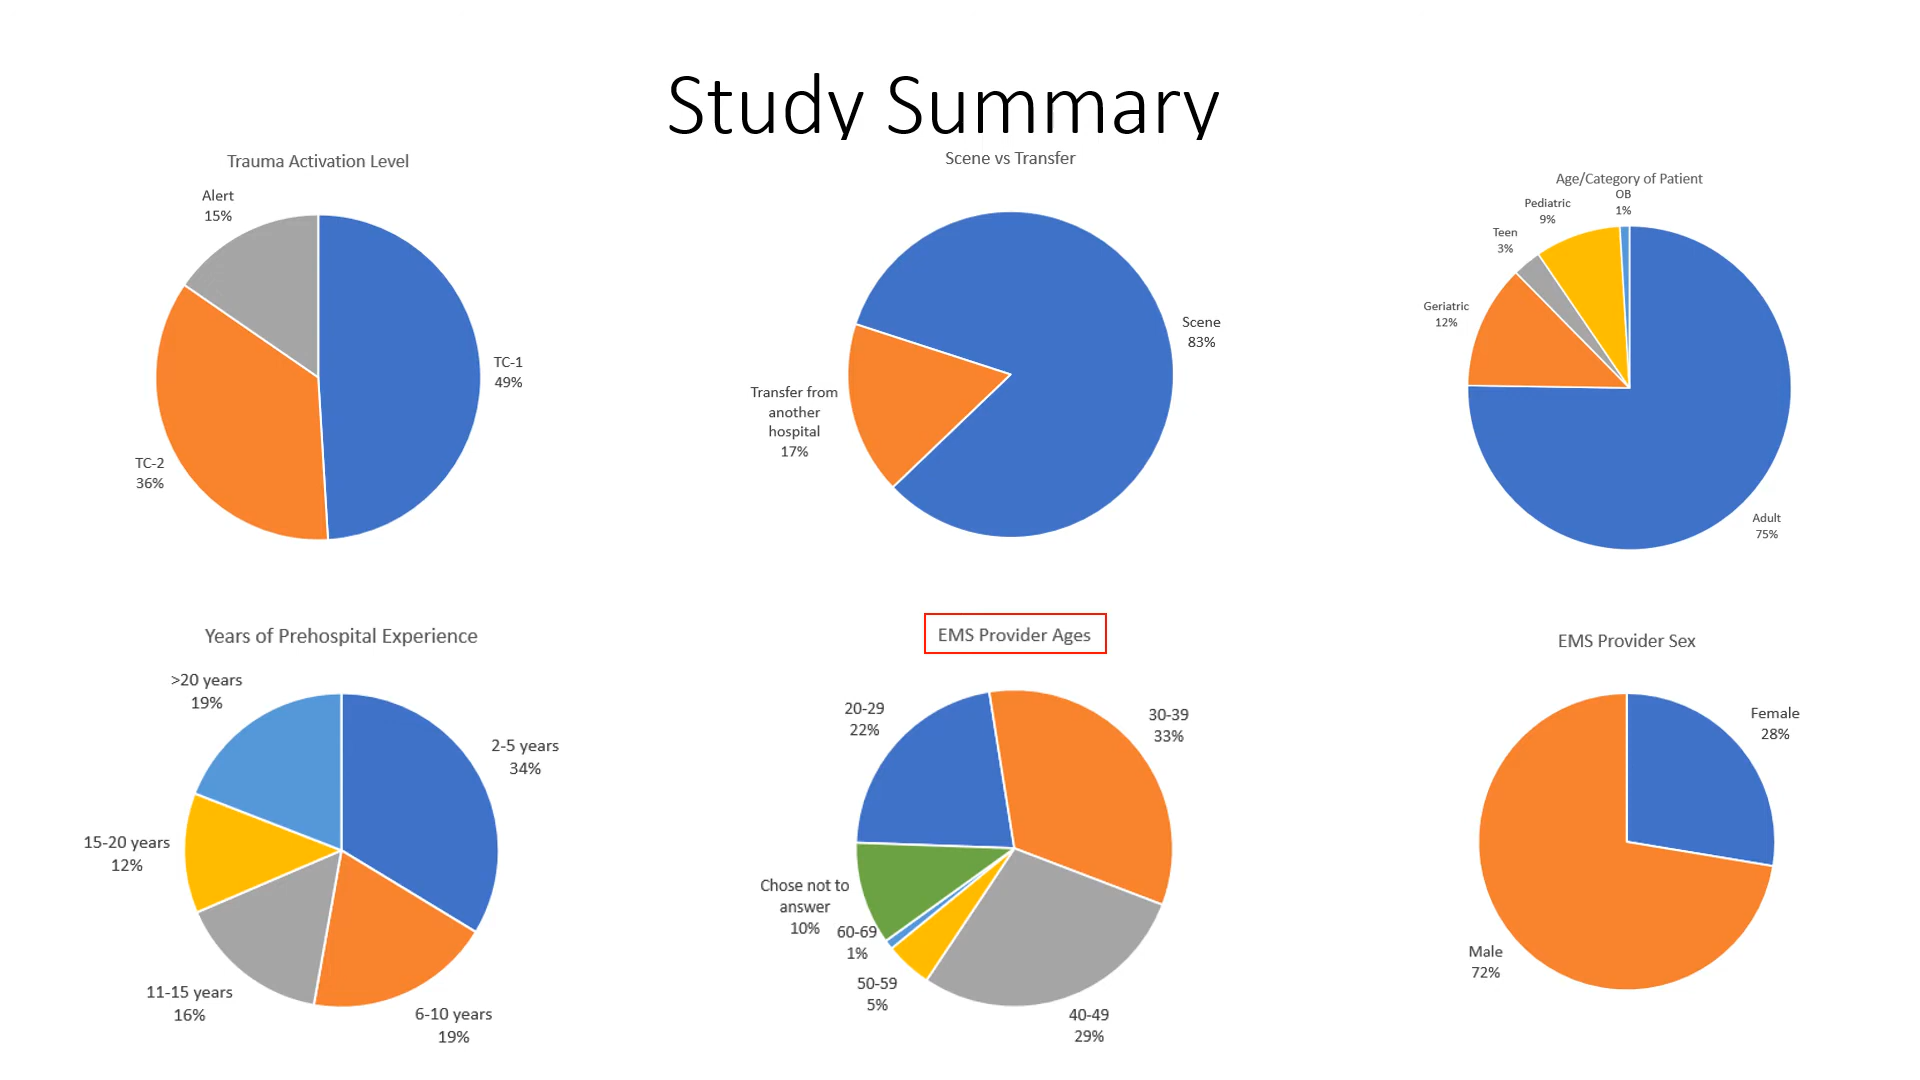 Study Summary
Trauma Activation Level
Alert
15%
TC-1
49%
TC-2
36%
Scene vs Transfer
Scene
83%
Transfer from
another
hospital
17%
Age/Category of Patient
OB
1%
Pediatric
9%
Teen
3%
Geriatric
12%
Adult
75%
Years of Prehospital Experience
>20 years
19%
2-5 years
34%
15-20 years
12%
11-15 years
16%
6-10 years
19%
EMS Provider Ages
20-29
22%
30-39
33%
Chose not to
answer
10%
60-69
1%
50-59
5%
40-49
29%
EMS Provider Sex
Female
28%
Male
72%